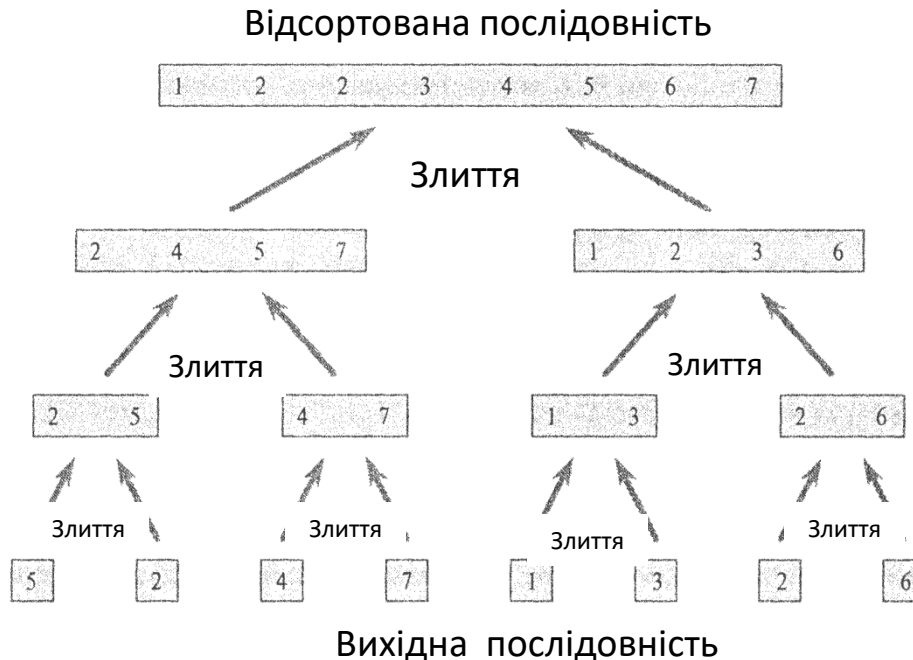 Відсортована послідовність
1 2 2 3 4 5 6 7
Злиття
2 4 5 7 1 2 3 6
Злиття Злиття
2 5 4 7 1 3 2 6
Злиття Злиття Злиття Злиття
5 2 4 7 1 3 2 6
Вихідна послідовність